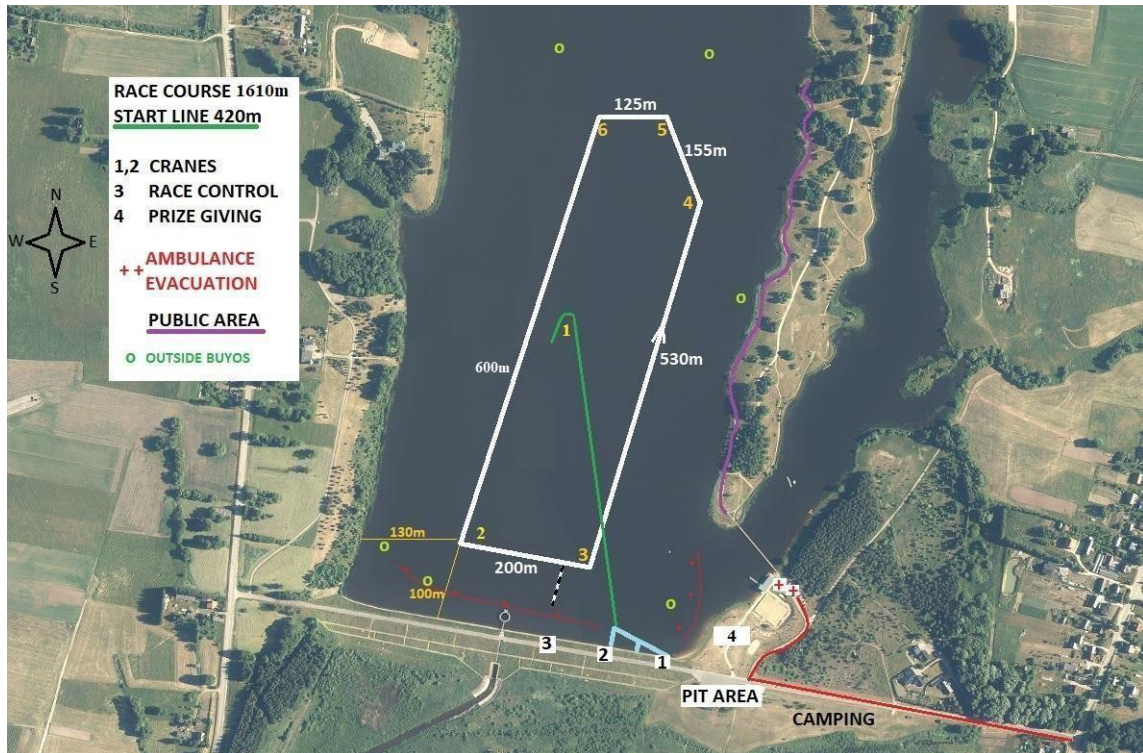 RACE COURSE 1610m
START LINE 420m
1,2 CRANES
3 RACE CONTROL
4 PRIZE GIVING
++ AMBULANCE
EVACUATION
PUBLIC AREA
o OUTSIDE BUYOS
N
W E
S
o
o
125m
6 5
155m
4
o
1
530m
600m
130m
2
3
o
200m
o
100m
o
3
2
1
4
++
PIT AREA
CAMPING